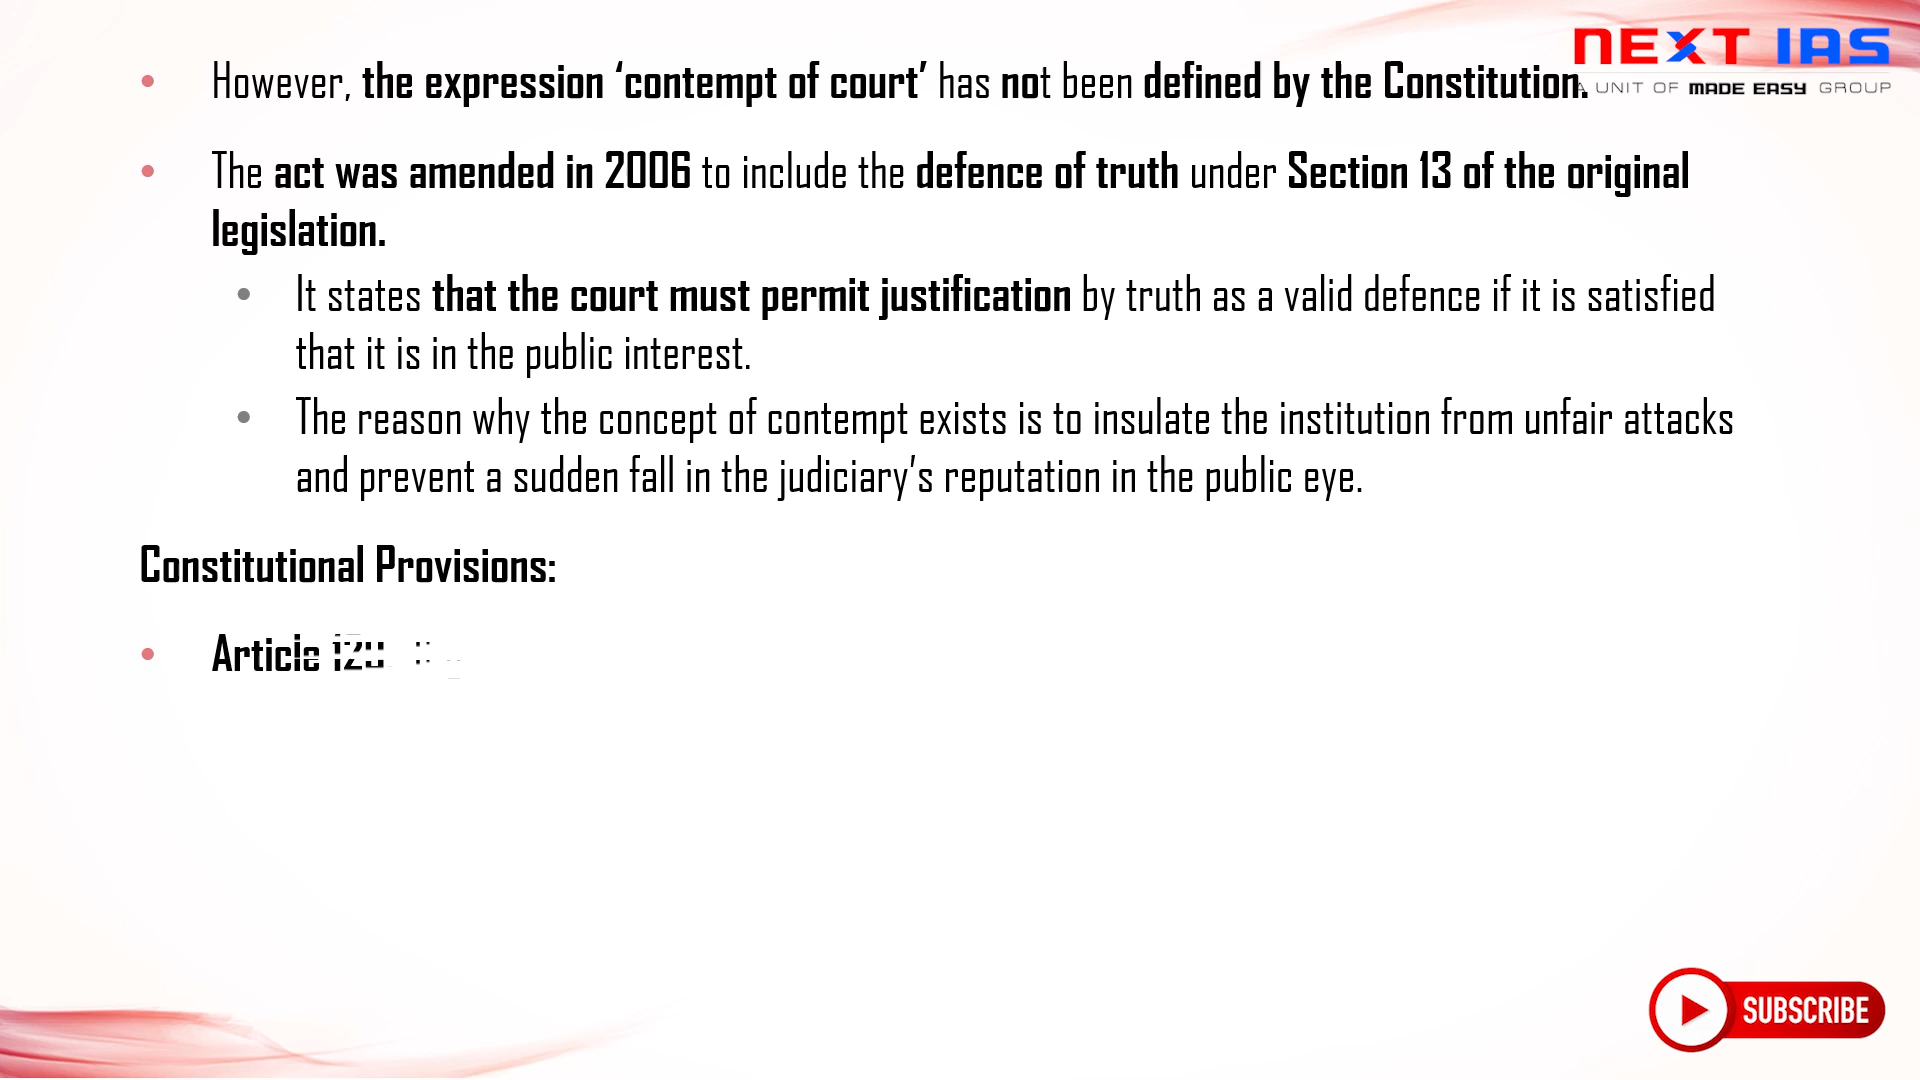 NEXT IAS
A UNIT OF MADE EASY GROUP
However, the expression ‘contempt of court’ has not been defined by the Constitution.
The act was amended in 2006 to include the defence of truth under Section 13 of the original
legislation.
It states that the court must permit justification by truth as a valid defence if it is satisfied
that it is in the public interest.
The reason why the concept of contempt exists is to insulate the institution from unfair attacks
and prevent a sudden fall in the judiciary’s reputation in the public eye.
Constitutional Provisions:
Article
SUBSCRIBE